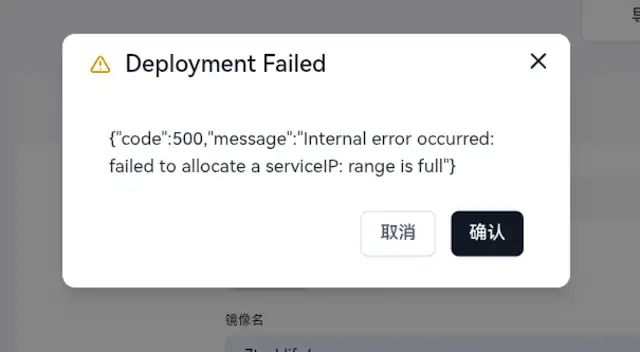 导
Deployment Failed
{"code":500,"message":"Internal error occurred:
failed to allocate a serviceIP: range is full"}
取消
确认
镜像名